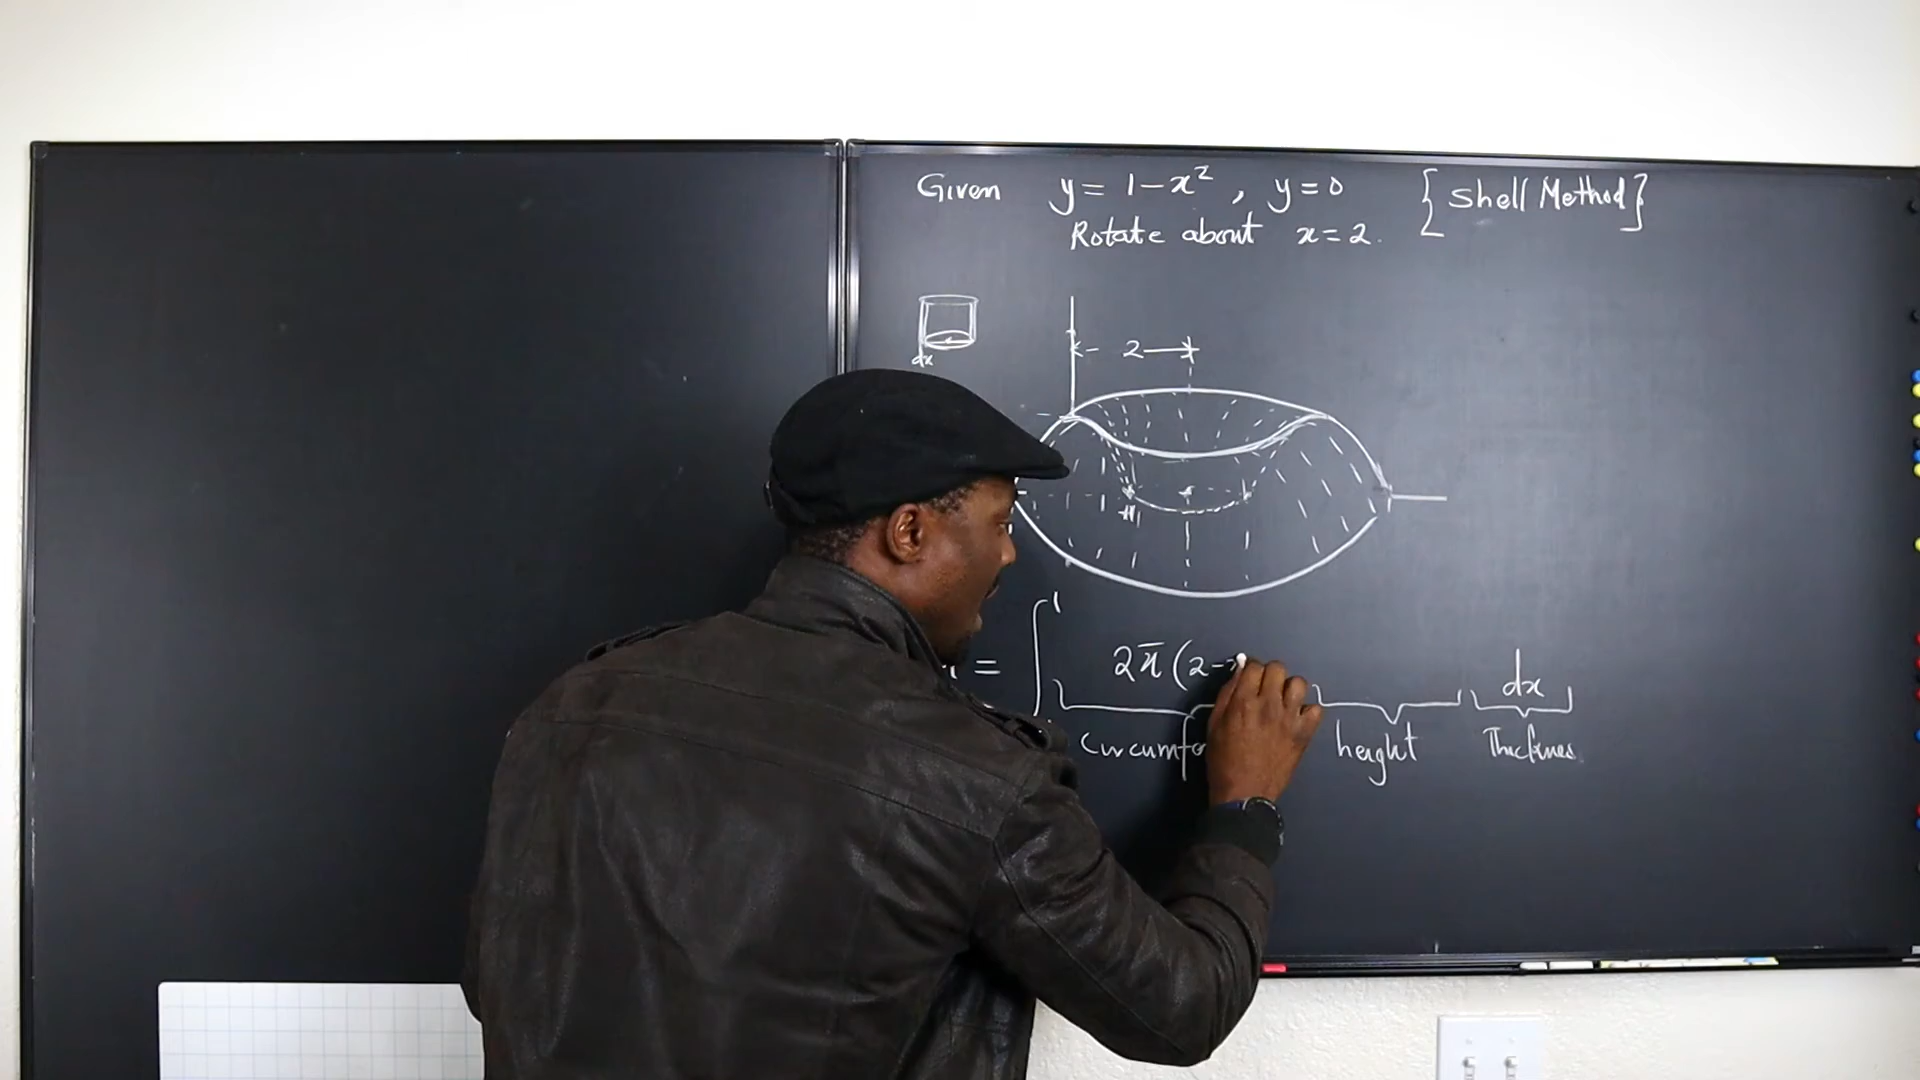 Given y = 1-x², y=0 [Shell Method]
Rotate about x=2.
dx
2
= ∫ 1 2π(2- dx
height Thickness